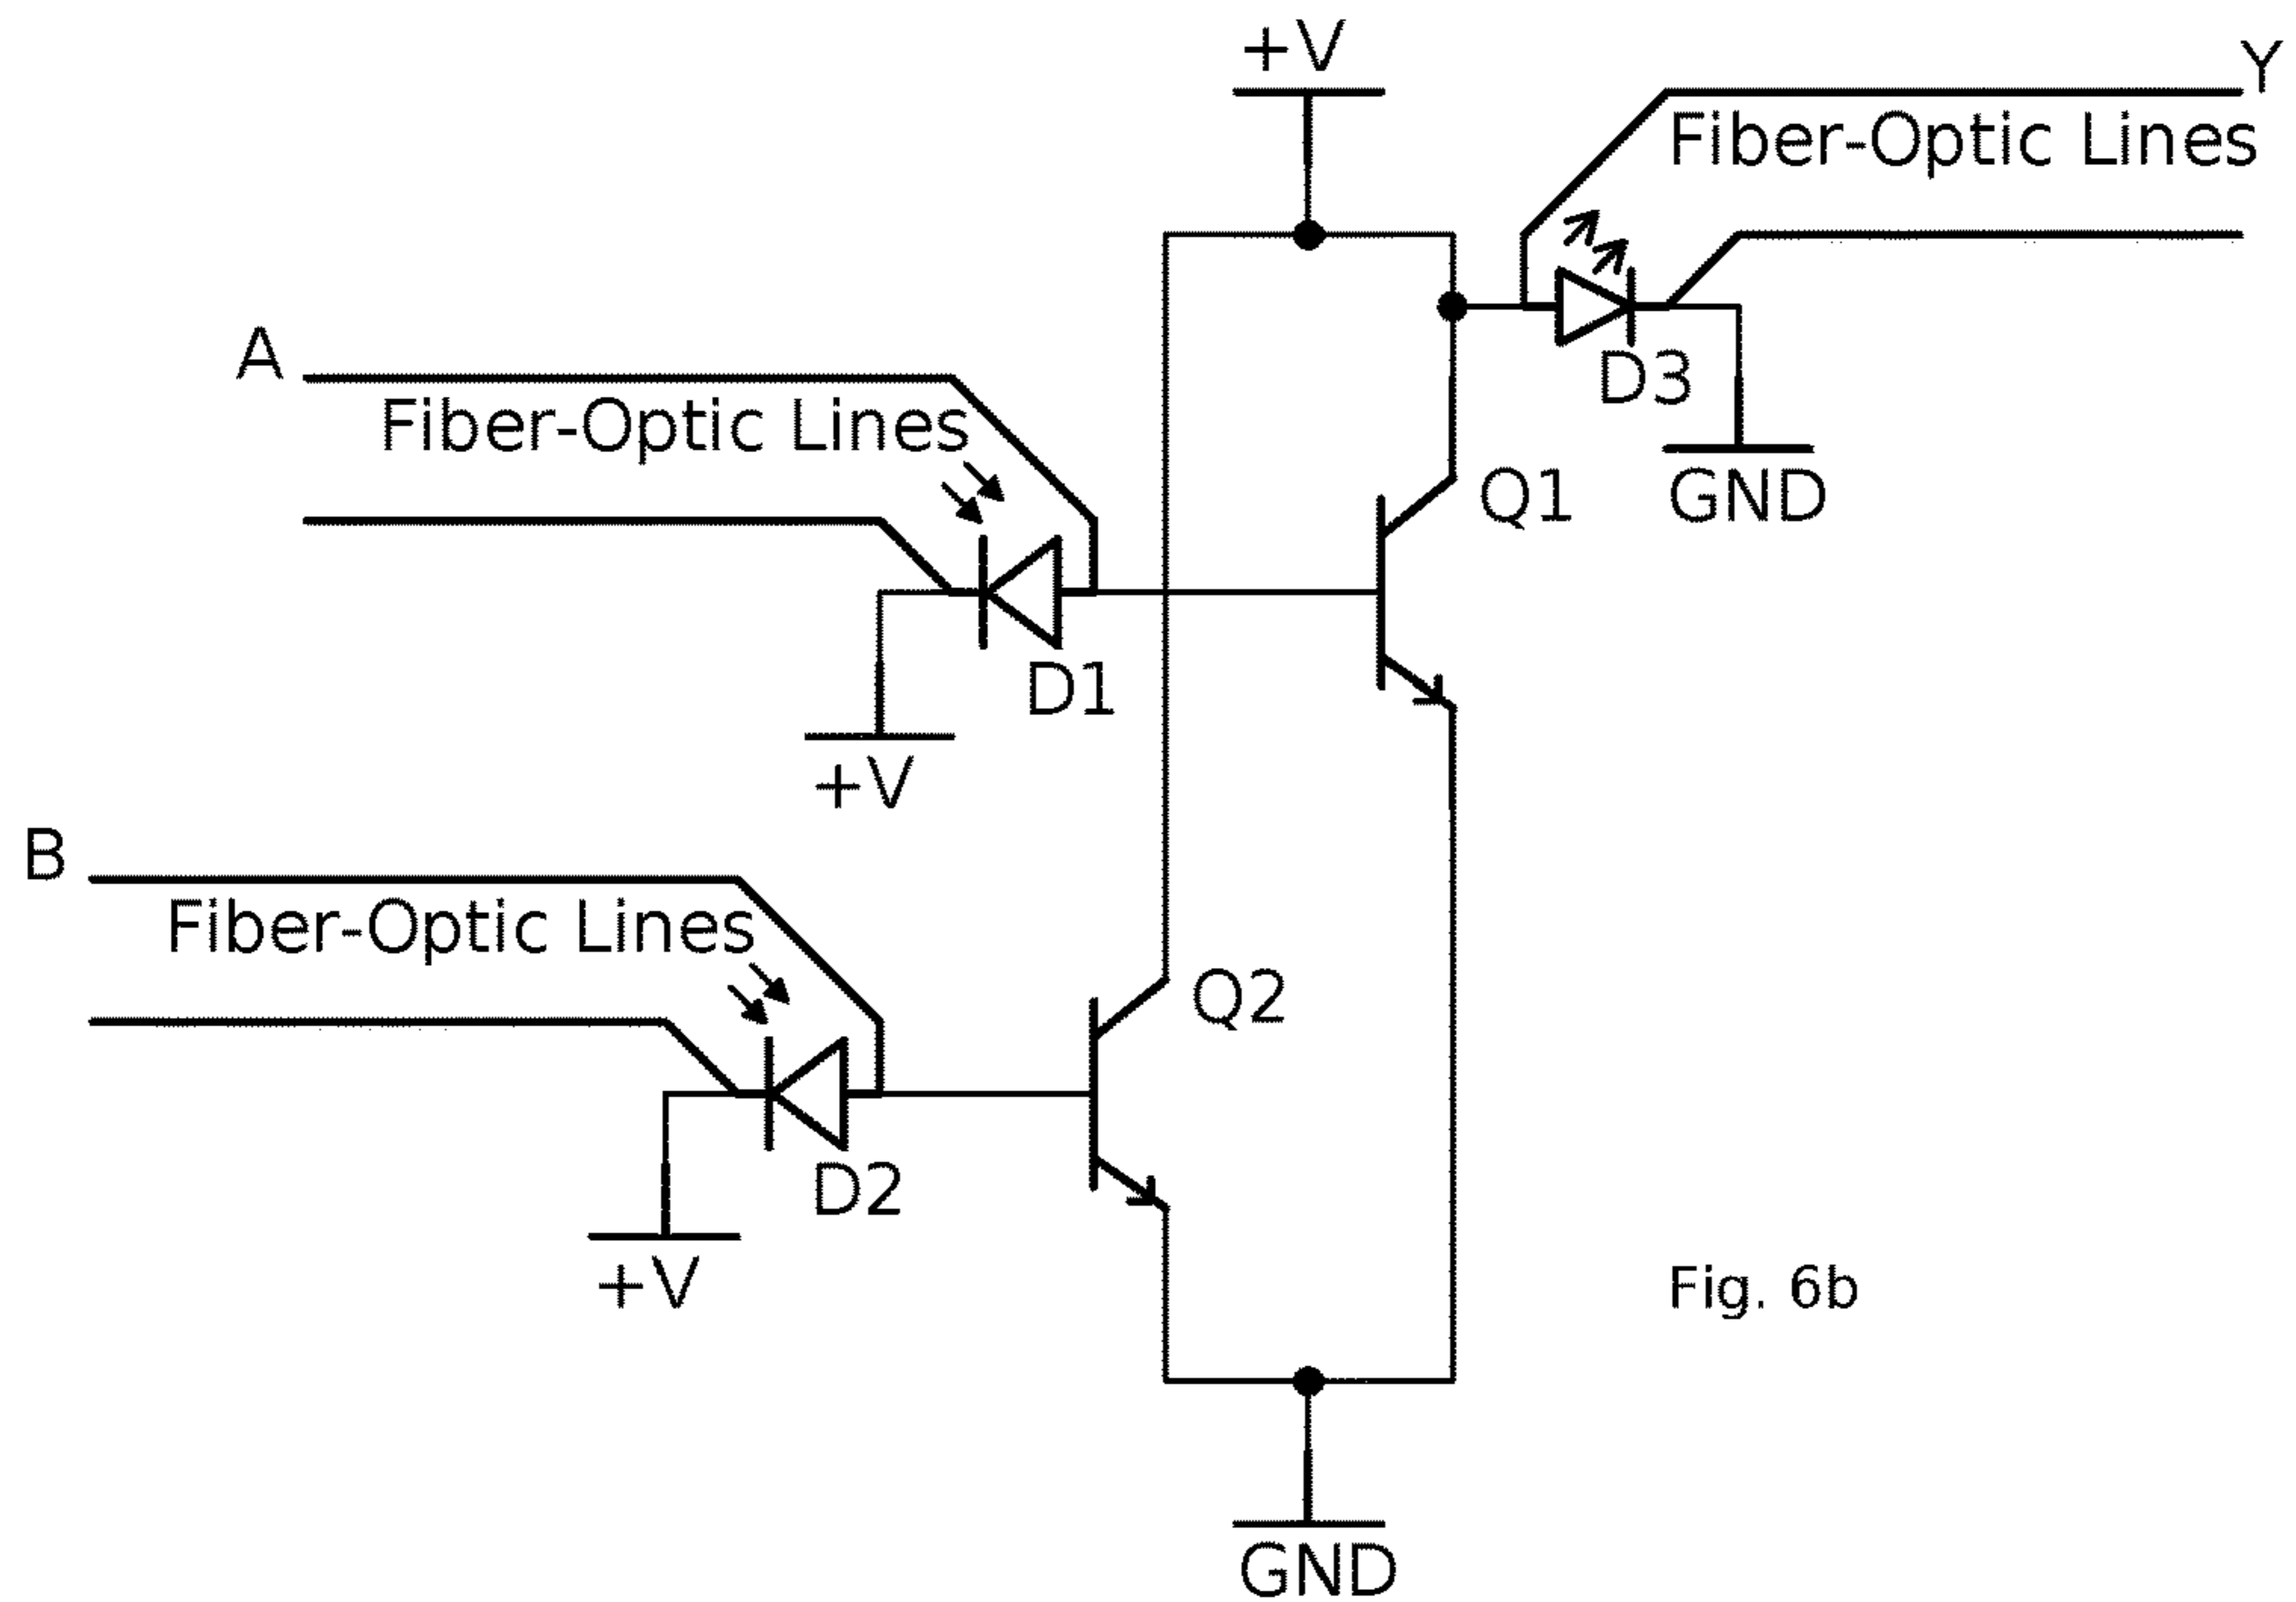 +V
Y
Fiber-Optic Lines
A
D3
Fiber-Optic Lines
Q1
GND
D1
+V
B
Fiber-Optic Lines
Q2
D2
+V
Fig. 6b
GND